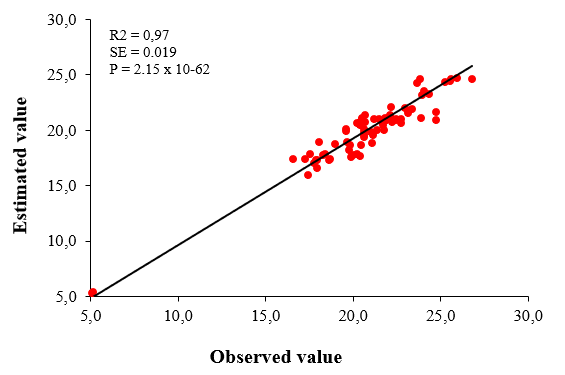 30,0
25,0
20,0
15,0
10,0
5,0
Estimated value
R2 = 0,97
SE = 0.019
P = 2.15 x 10-62
5,0 10,0 15,0 20,0 25,0 30,0
Observed value